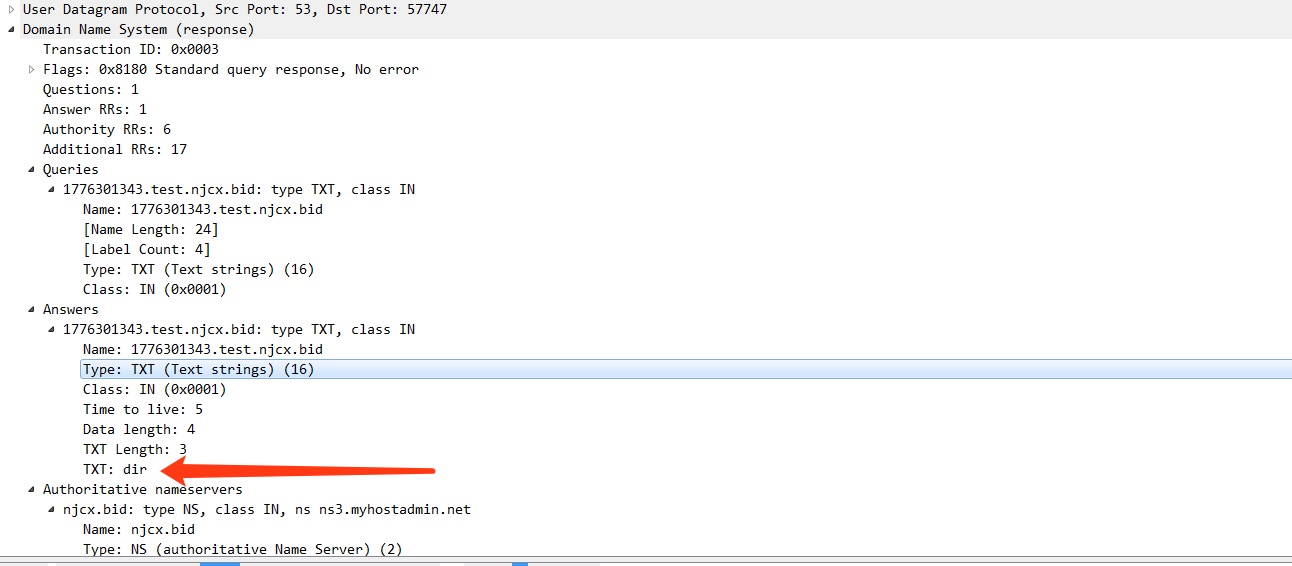 User Datagram Protocol, Src Port: 53, Dst Port: 57747
Domain Name System (response)
Transaction ID: 0x0003
Flags: 0x8180 Standard query response, No error
Questions: 1
Answer RRs: 1
Authority RRs: 6
Additional RRs: 17
Queries
1776301343.test.njcx.bid: type TXT, class IN
Name: 1776301343.test.njcx.bid
[Name Length: 24]
[Label Count: 4]
Type: TXT (Text strings) (16)
Class: IN (0x0001)
Answers
1776301343.test.njcx.bid: type TXT, class IN
Name: 1776301343.test.njcx.bid
Type: TXT (Text strings) (16)
Class: IN (0x0001)
Time to live: 5
Data length: 4
TXT Length: 3
TXT: dir
Authoritative nameservers
njcx.bid: type NS, class IN, ns ns3.myhostadmin.net
Name: njcx.bid
Type: NS (authoritative Name Server) (2)